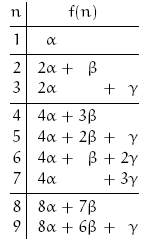 n f(n)
1 α
2 2α + β
3 2α + γ
4 4α + 3β
5 4α + 2β + γ
6 4α + β + 2γ
7 4α + 3γ
8 8α + 7β
9 8α + 6β + γ